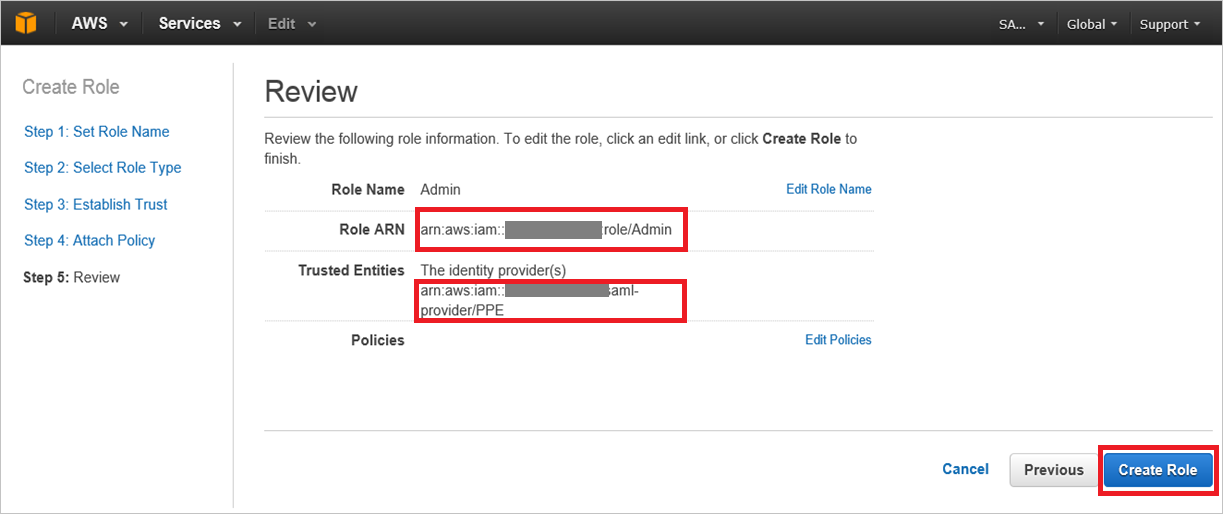 AWS Services Edit SA... Global Support
Create Role
Step 1: Set Role Name
Step 2: Select Role Type
Step 3: Establish Trust
Step 4: Attach Policy
Step 5: Review
Review
Review the following role information. To edit the role, click an edit link, or click Create Role to
finish.
Role Name Admin Edit Role Name
Role ARN arn:aws:iam:: :role/Admin
Trusted Entities The identity provider(s)
arn:aws:iam:: saml-
provider/PPE
Policies Edit Policies
Cancel Previous Create Role